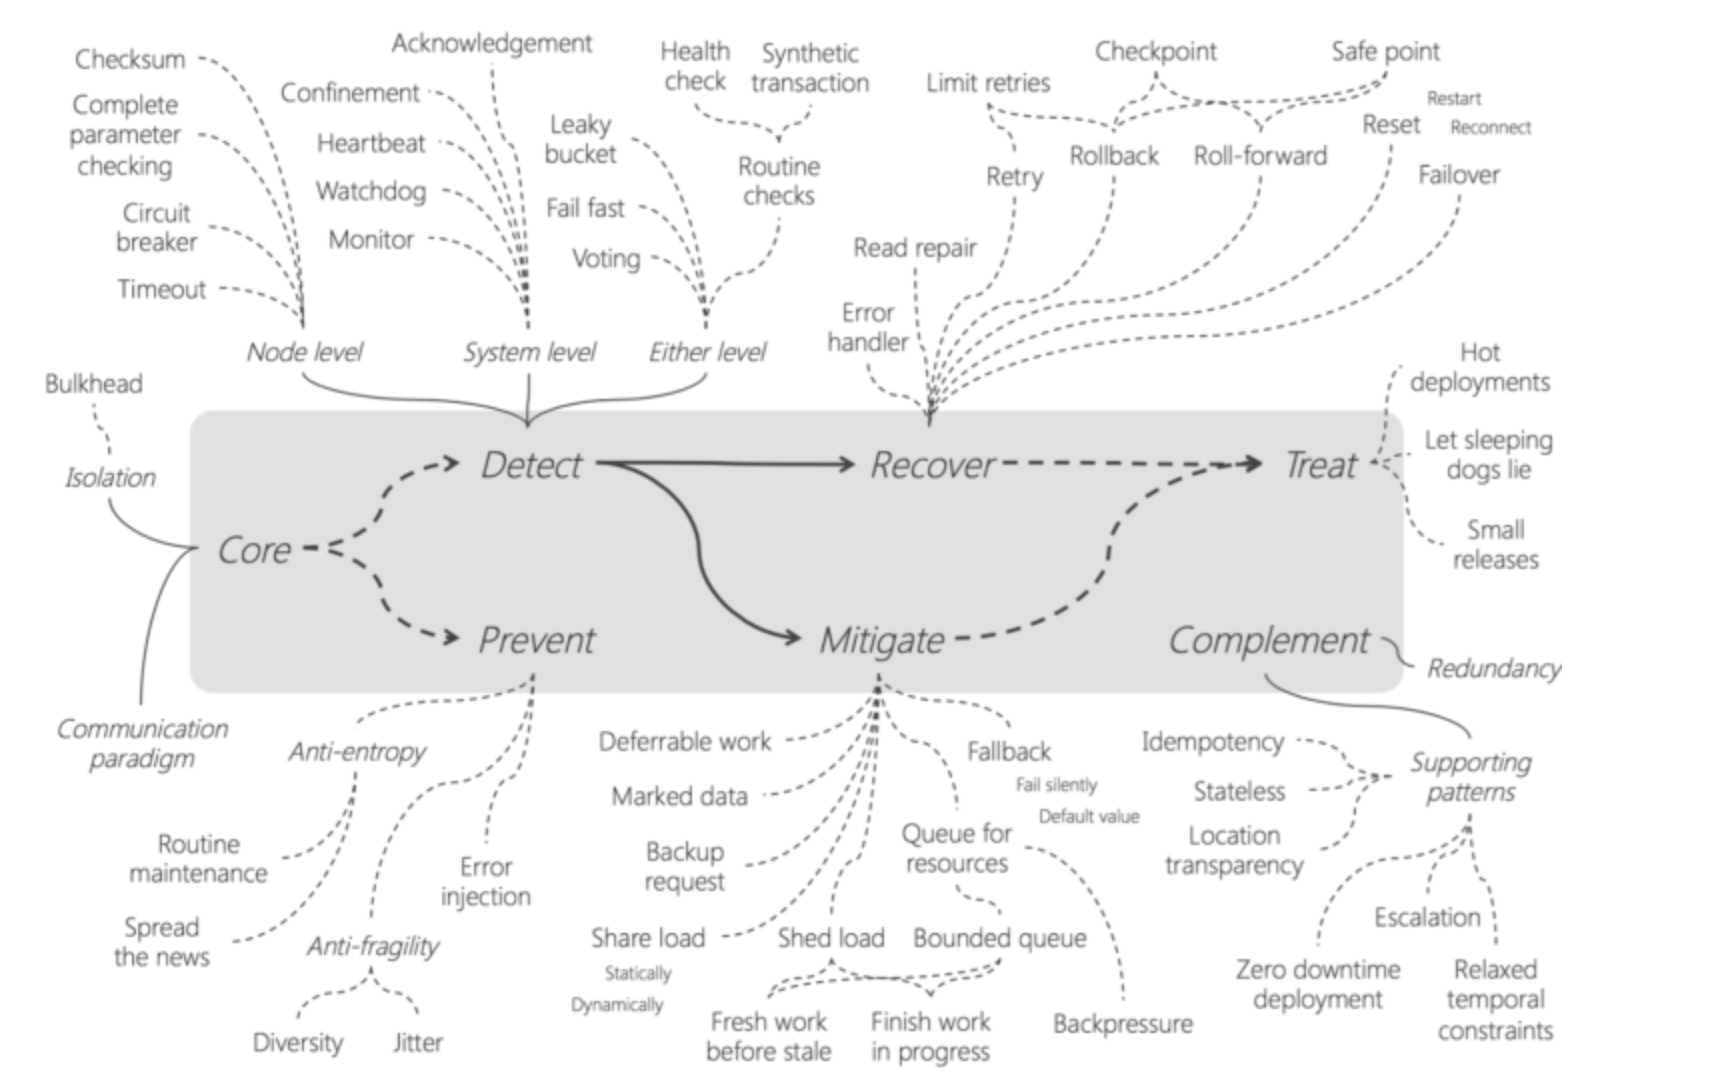 Checksum
Complete
parameter
checking
Circuit
breaker
Timeout
Acknowledgement
Confinement
Heartbeat
Watchdog
Monitor
Leaky
bucket
Fail fast
Voting
Health
check
Synthetic
transaction
Routine
checks
Limit retries
Checkpoint
Safe point
Restart
Reset
Reconnect
Retry
Rollback
Roll-forward
Failover
Read repair
Error
handler
Node level
System level
Either level
Bulkhead
Isolation
Hot
deployments
Let sleeping
dogs lie
Small
releases
Detect
Recover
Treat
Core
Prevent
Mitigate
Complement
Redundancy
Communication
paradigm
Anti-entropy
Routine
maintenance
Spread
the news
Error
injection
Anti-fragility
Diversity
Jitter
Deferrable work
Marked data
Backup
request
Share load
Statically
Dynamically
Shed load
Fallback
Fail silently
Default value
Queue for
resources
Bounded queue
Fresh work
before stale
Finish work
in progress
Backpressure
Idempotency
Stateless
Location
transparency
Supporting
patterns
Escalation
Zero downtime
deployment
Relaxed
temporal
constraints